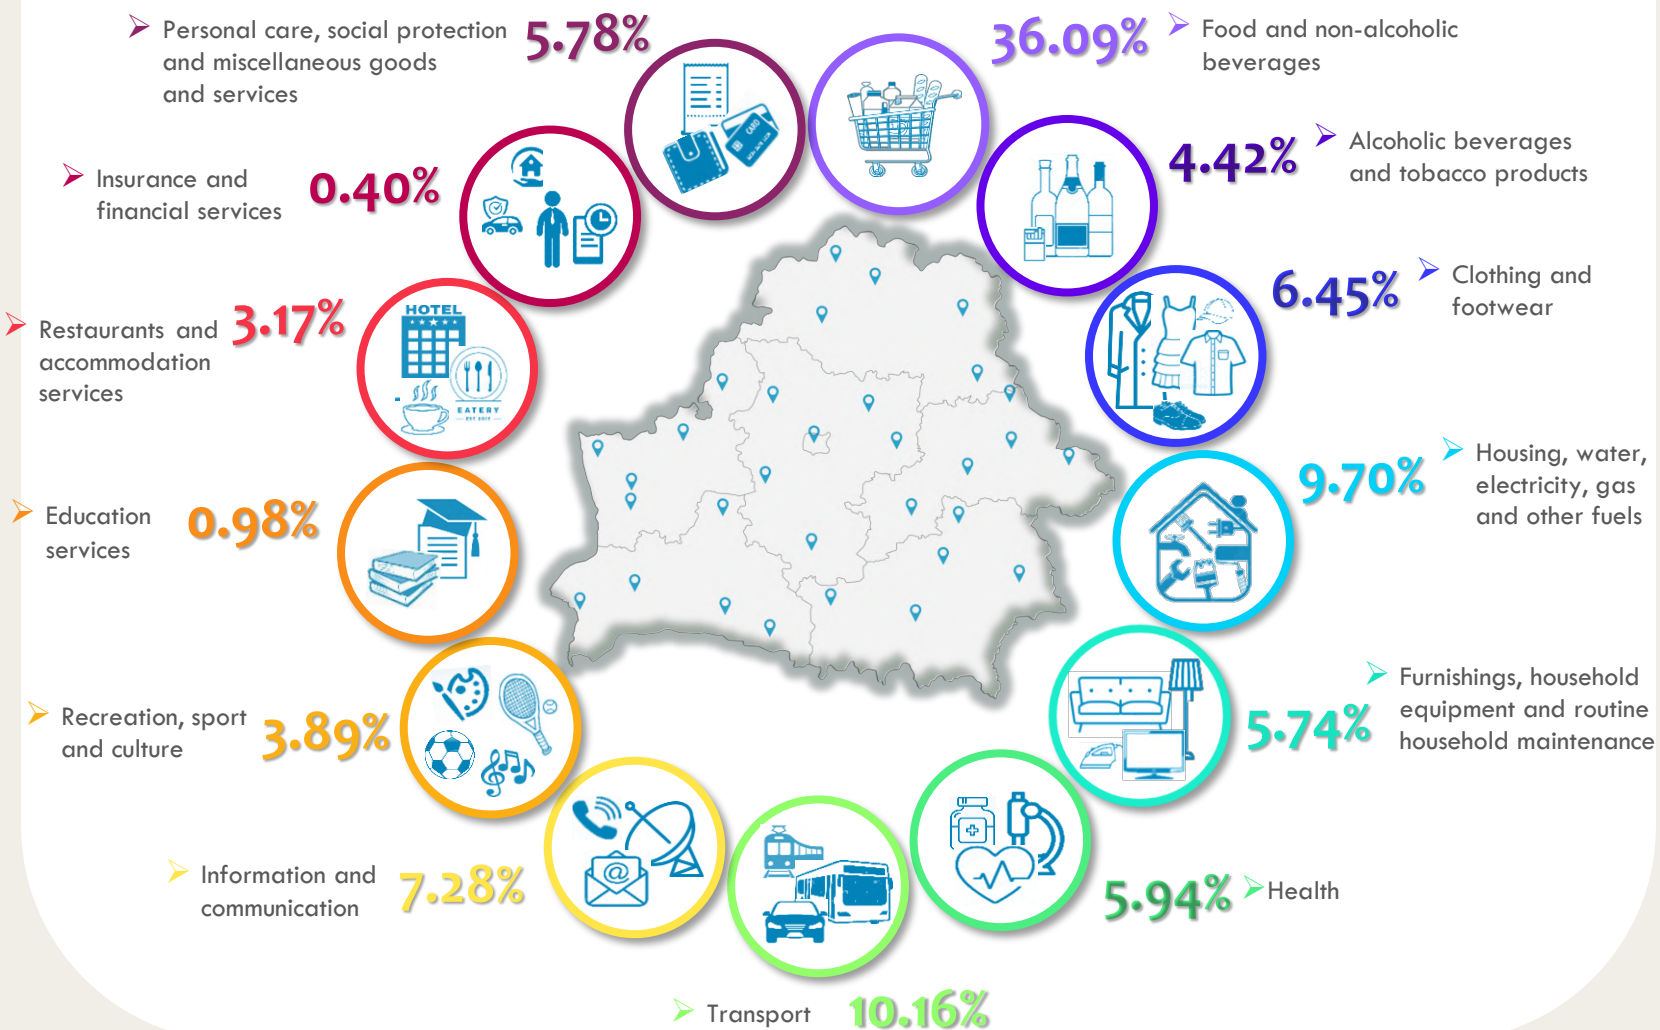 Personal care, social protection
and miscellaneous goods
and services
5.78%
36.09%
Food and non-alcoholic
beverages
4.42%
Alcoholic beverages
and tobacco products
Insurance and
financial services
0.40%
CARD
6.45%
Clothing and
footwear
Restaurants and
accommodation
services
3.17%
HOTEL
EATERY
9.70%
Housing, water,
electricity, gas
and other fuels
Education
services
0.98%
5.74%
Furnishings, household
equipment and routine
household maintenance
Recreation, sport
and culture
3.89%
Information and
communication
7.28%
@
5.94%
Health
Transport
10.16%